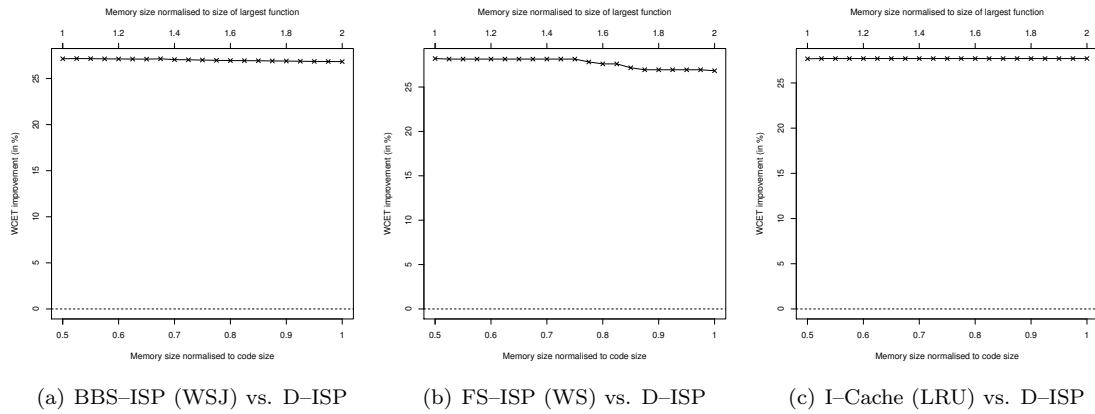 Memory size normalised to size of largest function
1 1.2 1.4 1.6 1.8 2
WCET improvement (in %)
25
20
15
10
5
0
0.5 0.6 0.7 0.8 0.9 1
Memory size normalised to code size
(a) BBS–ISP (WSJ) vs. D–ISP
Memory size normalised to size of largest function
1 1.2 1.4 1.6 1.8 2
WCET improvement (in %)
25
20
15
10
5
0
0.5 0.6 0.7 0.8 0.9 1
Memory size normalised to code size
(b) FS–ISP (WS) vs. D–ISP
Memory size normalised to size of largest function
1 1.2 1.4 1.6 1.8 2
WCET improvement (in %)
25
20
15
10
5
0
0.5 0.6 0.7 0.8 0.9 1
Memory size normalised to code size
(c) I–Cache (LRU) vs. D–ISP